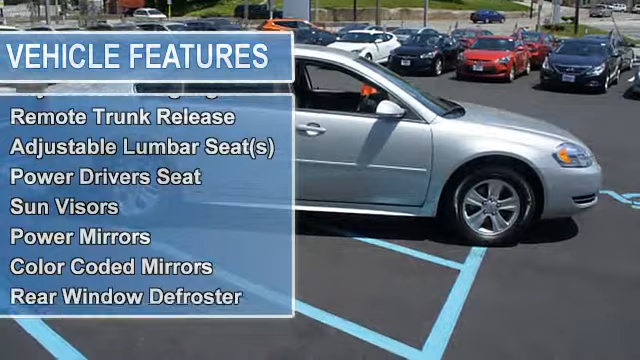 VEHICLE FEATURES
Remote Trunk Release
Adjustable Lumbar Seat(s)
Power Drivers Seat
Sun Visors
Power Mirrors
Color Coded Mirrors
Rear Window Defroster